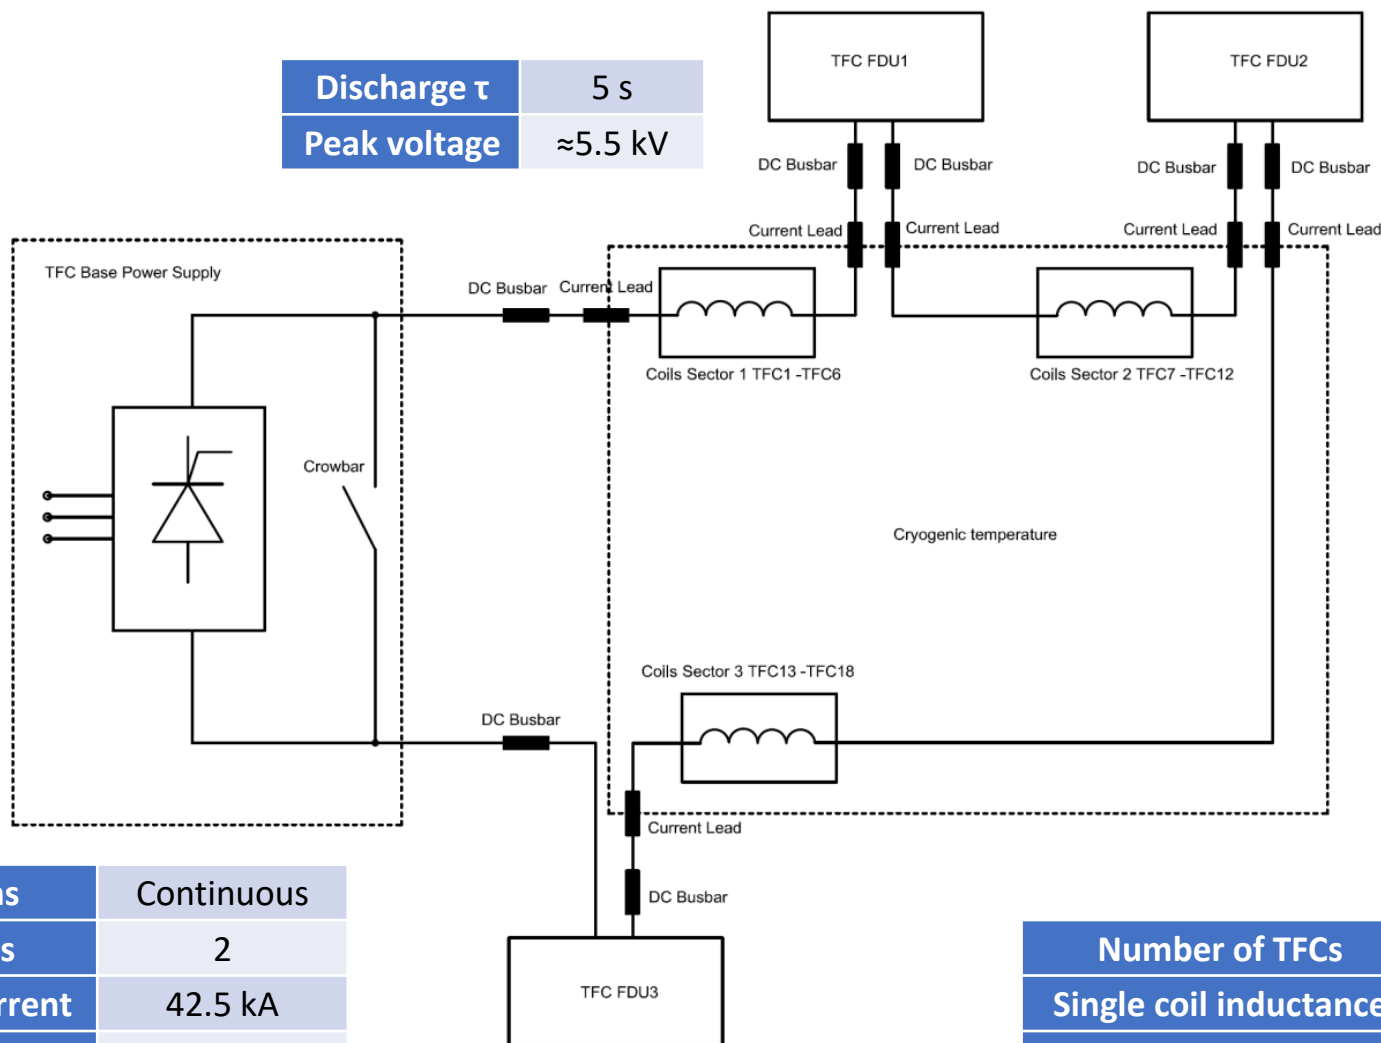 TFC FDU1
TFC FDU2
Discharge τ 5 s
Peak voltage ≈5.5 kV
DC Busbar DC Busbar DC Busbar DC Busbar
Current Lead Current Lead Current Lead Current Lead
TFC Base Power Supply
DC Busbar Current Lead
Coils Sector 1 TFC1 -TFC6
Coils Sector 2 TFC7 -TFC12
Crowbar
Cryogenic temperature
Coils Sector 3 TFC13 -TFC18
DC Busbar
Current Lead
DC Busbar
TFC FDU3
ns Continuous
s 2
rrent 42.5 kA
Number of TFCs
Single coil inductance